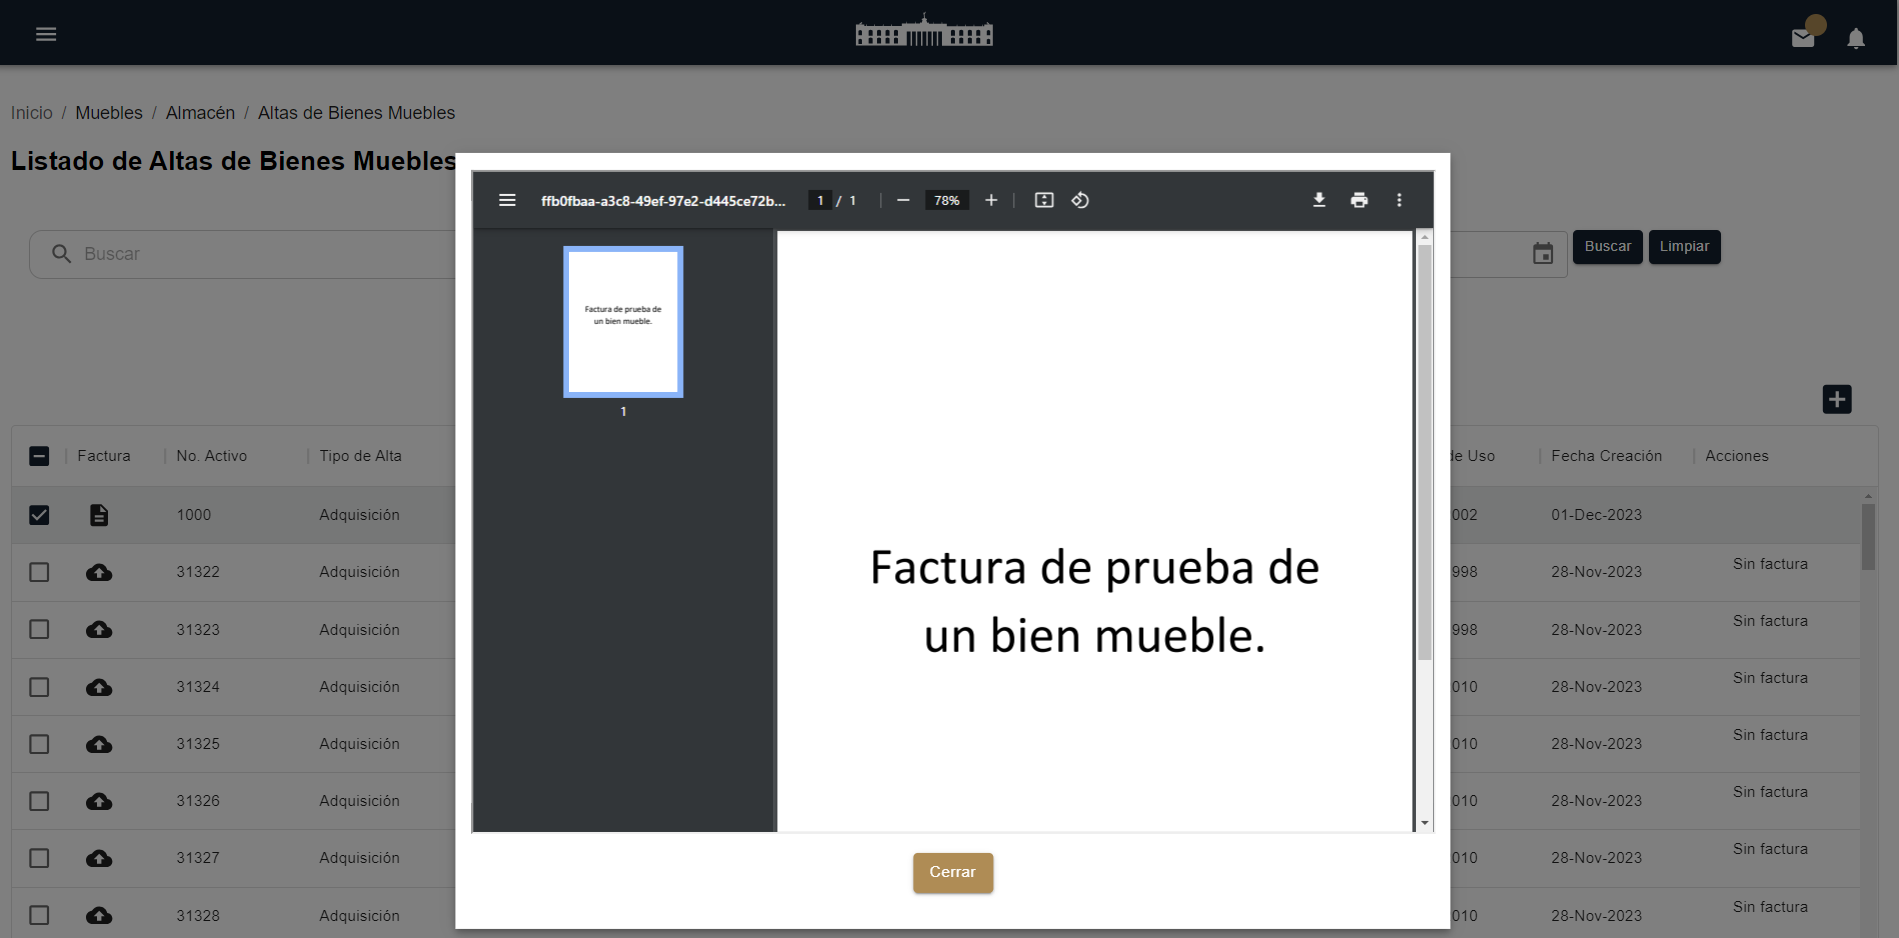 Inicio / Muebles / Almacén / Altas de Bienes Muebles
Listado de Altas de Bienes Muebles
ffb0fbaa-a3c8-49ef-97e2-d445ce72b... 1 / 1 78%
Buscar
Buscar Limpiar
Factura de prueba de
un bien mueble.
1
Factura de prueba de
un bien mueble.
Cerrar
Factura No. Activo Tipo de Alta de Uso Fecha Creación Acciones
1000 Adquisición 002 01-Dec-2023
31322 Adquisición 998 28-Nov-2023 Sin factura
31323 Adquisición 998 28-Nov-2023 Sin factura
31324 Adquisición 010 28-Nov-2023 Sin factura
31325 Adquisición 010 28-Nov-2023 Sin factura
31326 Adquisición 010 28-Nov-2023 Sin factura
31327 Adquisición 010 28-Nov-2023 Sin factura
31328 Adquisición 010 28-Nov-2023 Sin factura